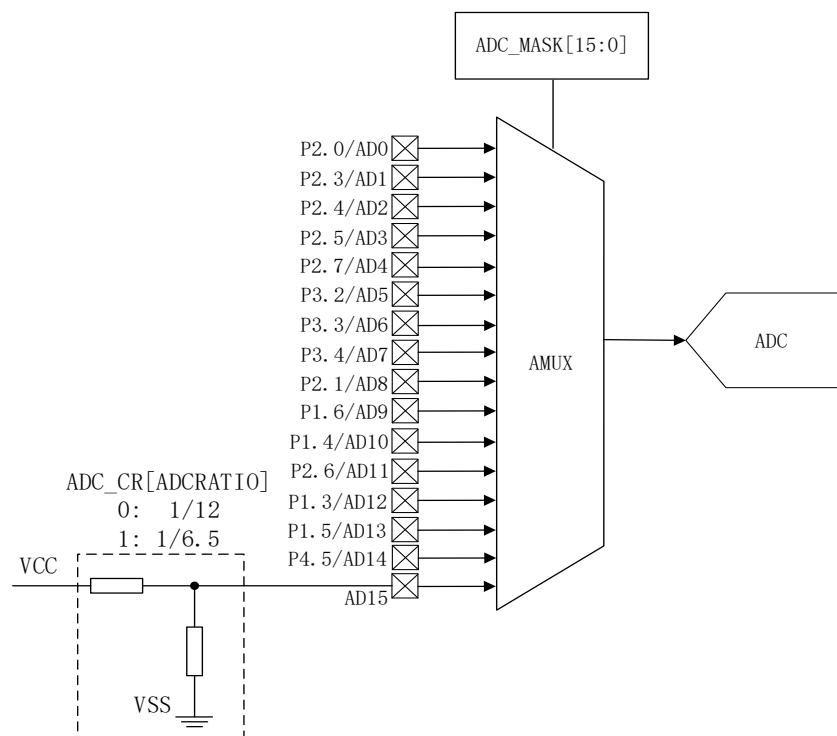 ADC_MASK[15:0]
P2.0/AD0
P2.3/AD1
P2.4/AD2
P2.5/AD3
P2.7/AD4
P3.2/AD5
P3.3/AD6
P3.4/AD7
P2.1/AD8
P1.6/AD9
P1.4/AD10
P2.6/AD11
P1.3/AD12
P1.5/AD13
P4.5/AD14
AD15
AMUX
ADC
ADC_CR[ADCRATIO]
0: 1/12
1: 1/6.5
VCC
VSS